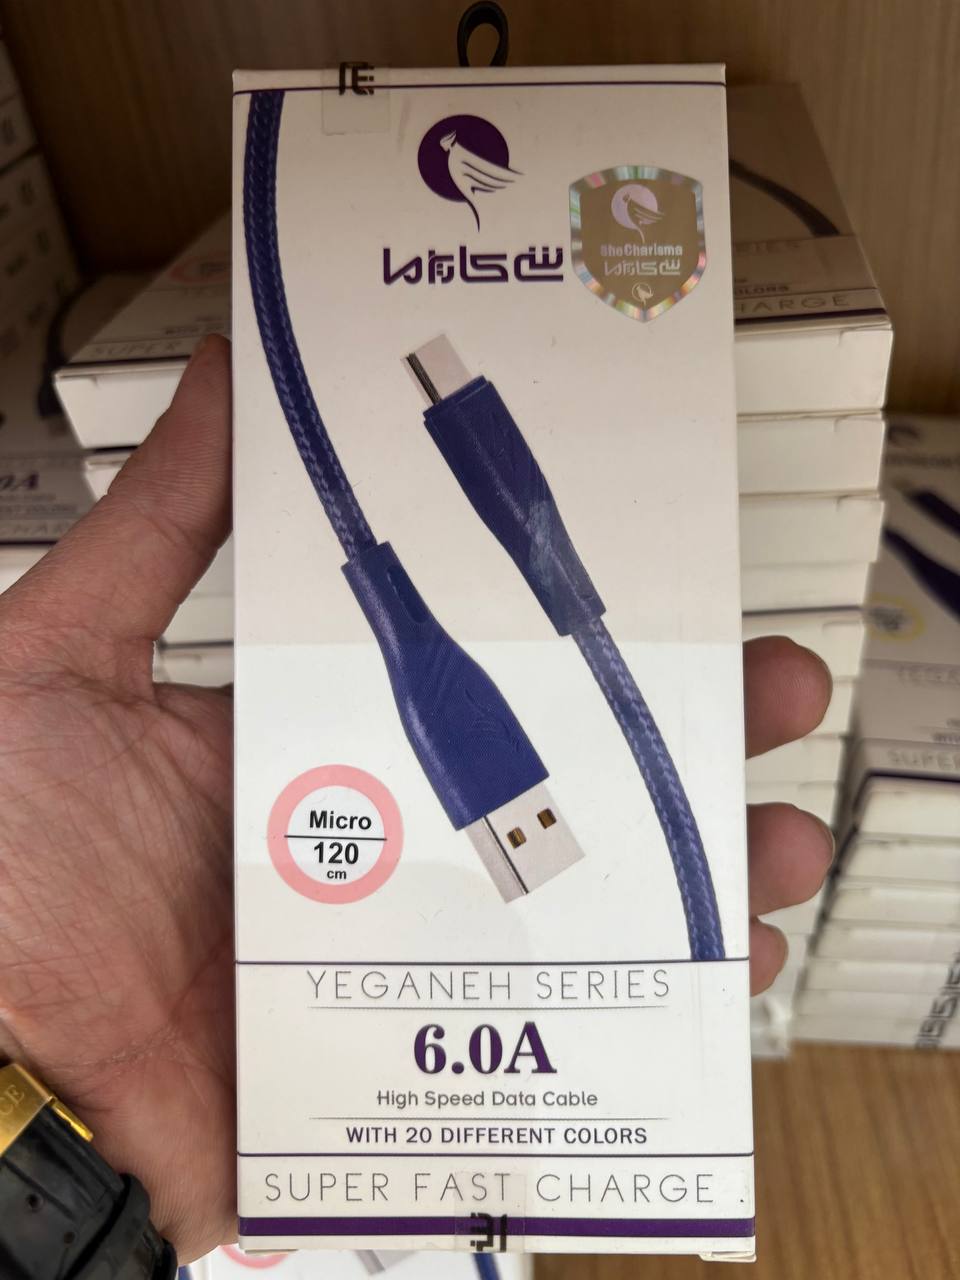 شی کاریزما
SheCharisma
شی کاریزما
Micro
120
cm
YEGANEH SERIES
6.0A
High Speed Data Cable
WITH 20 DIFFERENT COLORS
SUPER FAST CHARGE